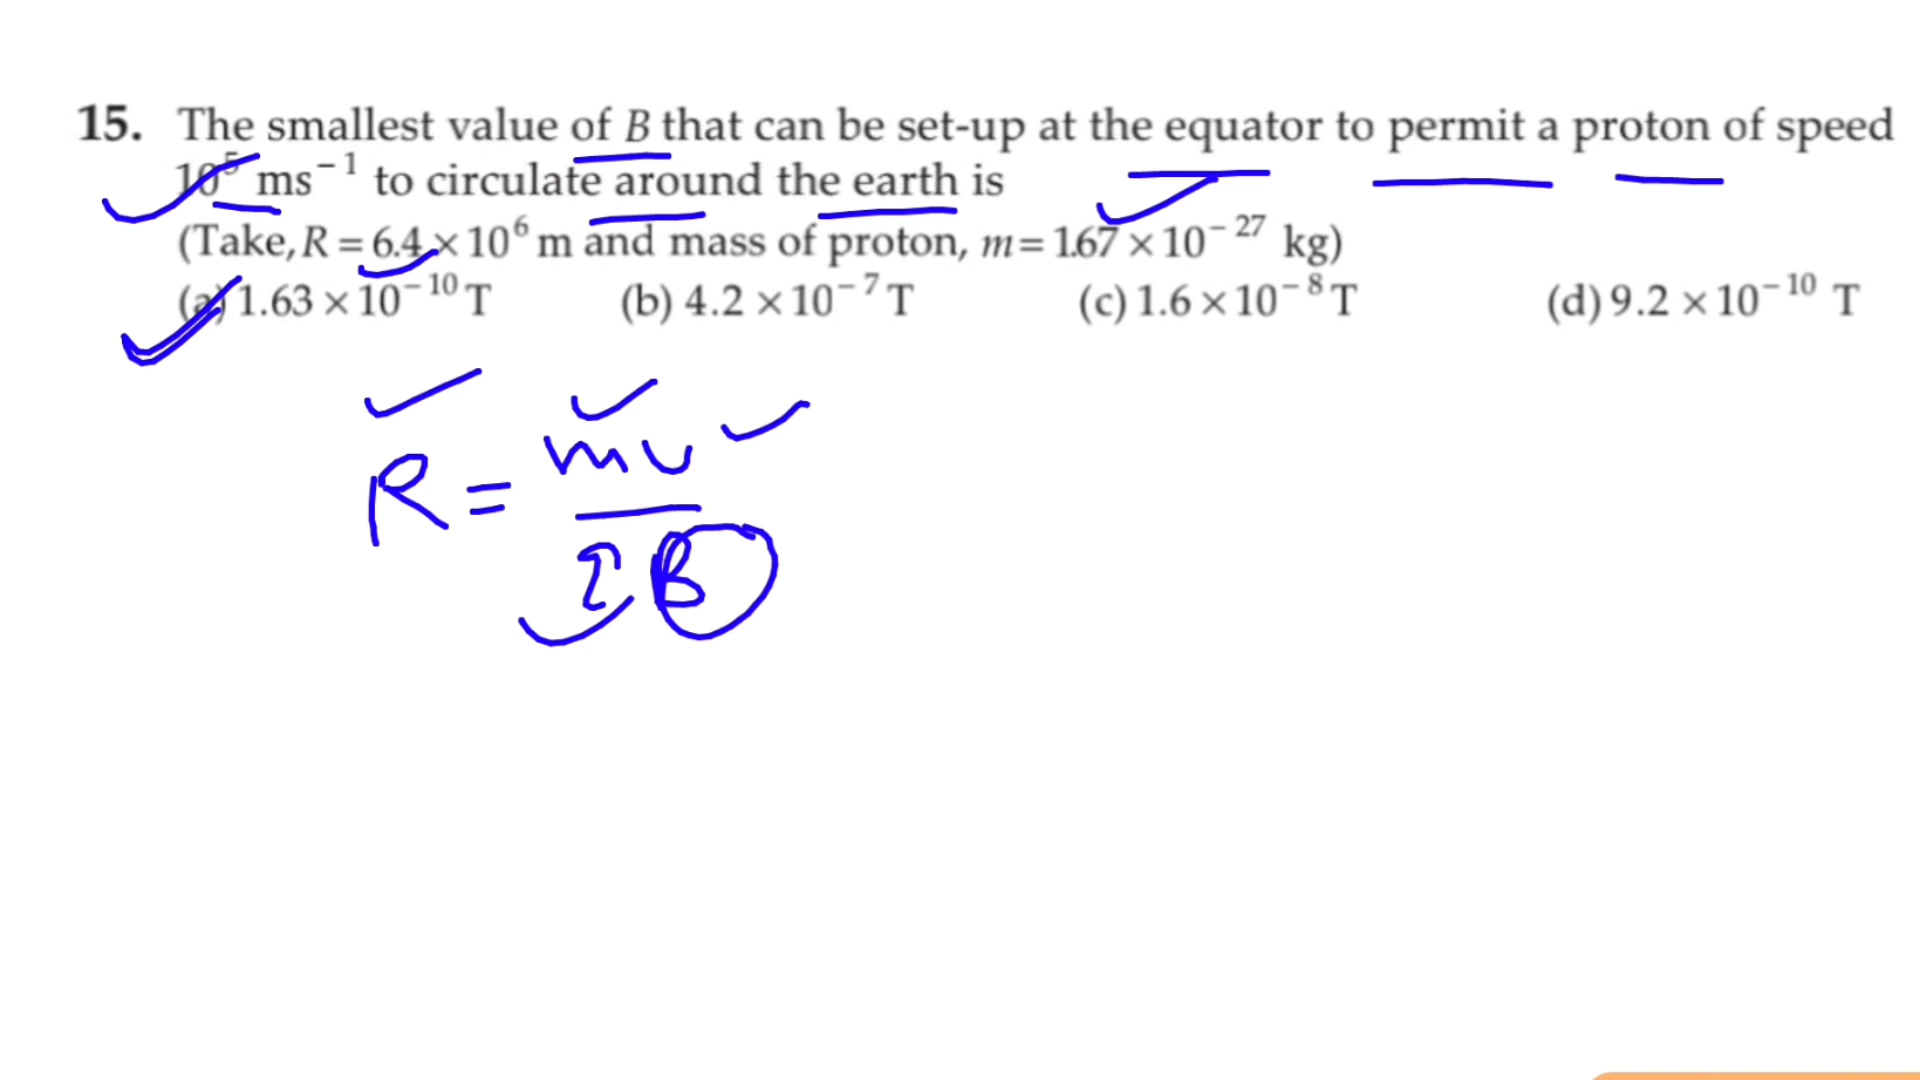 15. The smallest value of B that can be set-up at the equator to permit a proton of speed
10⁵ ms⁻¹ to circulate around the earth is
(Take, R = 6.4 × 10⁶ m and mass of proton, m = 1.67 × 10⁻²⁷ kg)
(a) 1.63 × 10⁻¹⁰ T (b) 4.2 × 10⁻⁷ T (c) 1.6 × 10⁻⁸ T (d) 9.2 × 10⁻¹⁰ T
R = mv
B